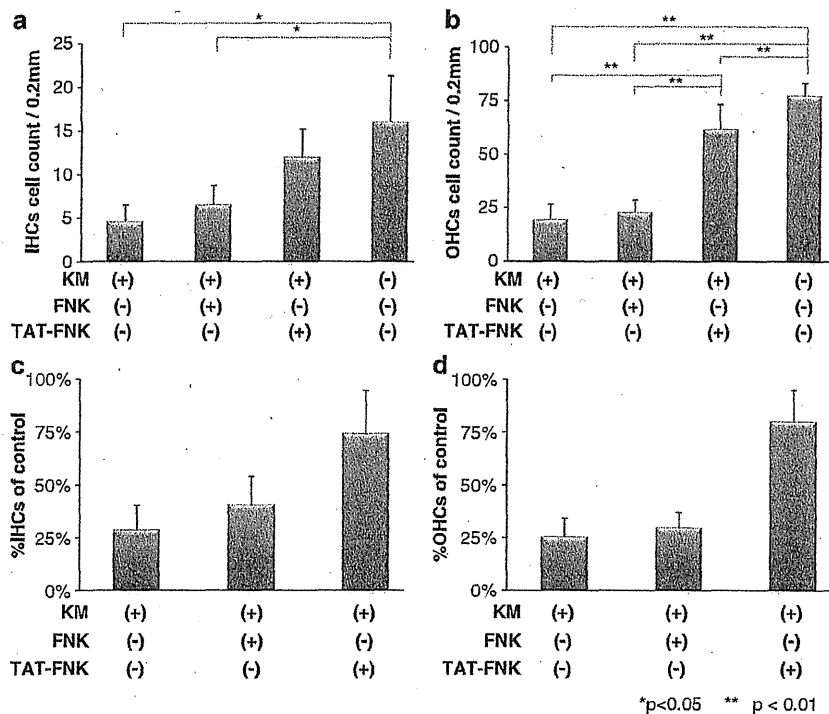 a
*
*
IHCs cell count / 0.2mm
25
20
15
10
5
0
KM (+) (+) (+) (-)
FNK (-) (+) (-) (-)
TAT-FNK (-) (-) (+) (-)
b
**
**
**
**
**
OHCs cell count / 0.2mm
100
75
50
25
0
KM (+) (+) (+) (-)
FNK (-) (+) (-) (-)
TAT-FNK (-) (-) (+) (-)
c
%IHCs of control
100%
75%
50%
25%
0%
KM (+) (+) (+)
FNK (-) (+) (-)
TAT-FNK (-) (-) (+)
d
%OHCs of control
100%
75%
50%
25%
0%
KM (+) (+) (+)
FNK (-) (+) (-)
TAT-FNK (-) (-) (+)
*p<0.05 ** p < 0.01